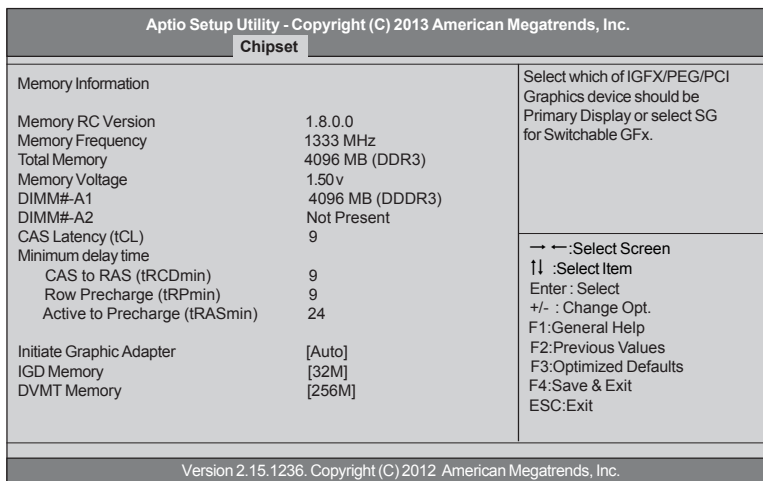 Aptio Setup Utility - Copyright (C) 2013 American Megatrends, Inc.
Chipset
Memory Information
Memory RC Version 1.8.0.0
Memory Frequency 1333 MHz
Total Memory 4096 MB (DDR3)
Memory Voltage 1.50v
DIMM#-A1 4096 MB (DDDR3)
DIMM#-A2 Not Present
CAS Latency (tCL) 9
Minimum delay time
CAS to RAS (tRCDmin) 9
Row Precharge (tRPmin) 9
Active to Precharge (tRASmin) 24
Initiate Graphic Adapter [Auto]
IGD Memory [32M]
DVMT Memory [256M]
Select which of IGFX/PEG/PCI
Graphics device should be
Primary Display or select SG
for Switchable GFx.
→ ←:Select Screen
↑↓ :Select Item
Enter : Select
+/- : Change Opt.
F1:General Help
F2:Previous Values
F3:Optimized Defaults
F4:Save & Exit
ESC:Exit
Version 2.15.1236. Copyright (C) 2012 American Megatrends, Inc.